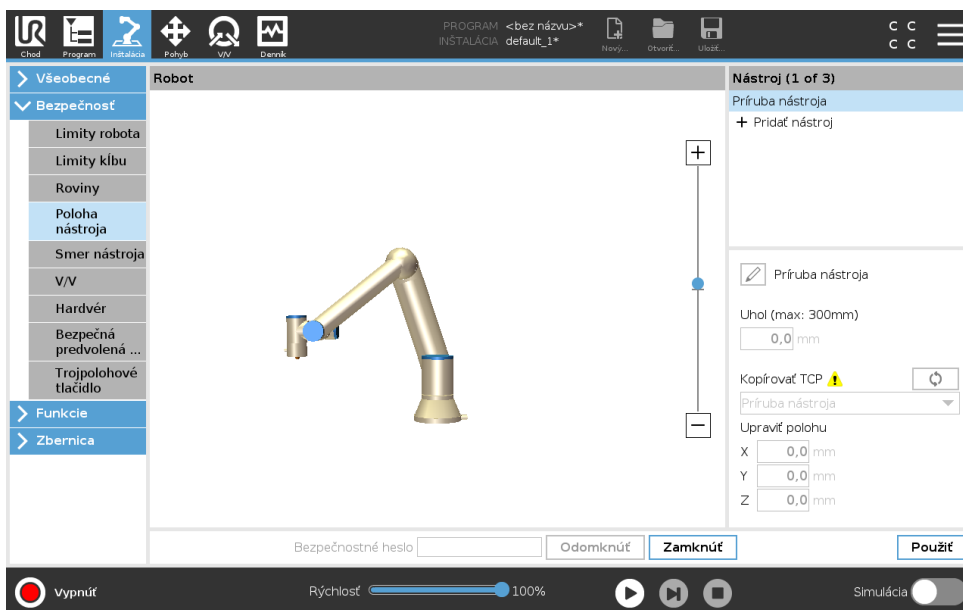 UR
Chod
Program
Inštalácia
Pohyb
V/V
Denník
PROGRAM <bez názvu>*
INŠTALÁCIA default_1*
Nový...
Otvoriť...
Uložiť...
C C
C C
Všeobecné
Bezpečnosť
Limity robota
Limity kĺbu
Roviny
Poloha
nástroja
Smer nástroja
V/V
Hardvér
Bezpečná
predvolená ...
Trojpolohové
tlačidlo
Funkcie
Zbernica
Robot
Nástroj (1 of 3)
Príruba nástroja
+ Pridať nástroj
Príruba nástroja
Uhol (max: 300mm)
0,0 mm
Kopírovať TCP
Príruba nástroja
Upraviť polohu
X 0,0 mm
Y 0,0 mm
Z 0,0 mm
Bezpečnostné heslo
Odomknúť
Zamknúť
Použiť
Vypnúť
Rýchlosť
100%
Simulácia